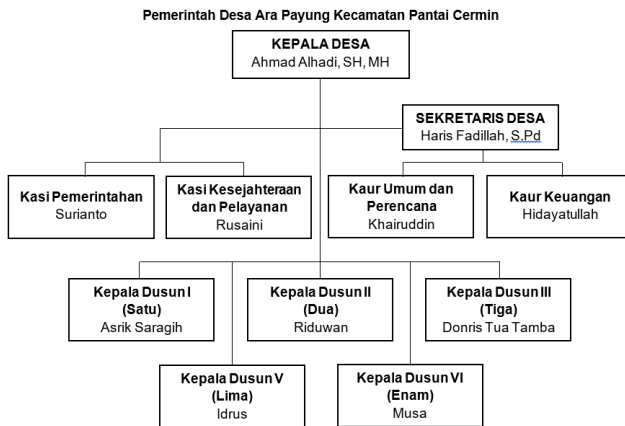 Pemerintah Desa Ara Payung Kecamatan Pantai Cermin
KEPALA DESA
Ahmad Alhadi, SH, MH
SEKRETARIS DESA
Haris Fadillah, S.Pd
Kasi Pemerintahan
Surianto
Kasi Kesejahteraan
dan Pelayanan
Rusaini
Kaur Umum dan
Perencana
Khairuddin
Kaur Keuangan
Hidayatullah
Kepala Dusun I
(Satu)
Asrik Saragih
Kepala Dusun II
(Dua)
Riduwan
Kepala Dusun III
(Tiga)
Donris Tua Tamba
Kepala Dusun V
(Lima)
Idrus
Kepala Dusun VI
(Enam)
Musa